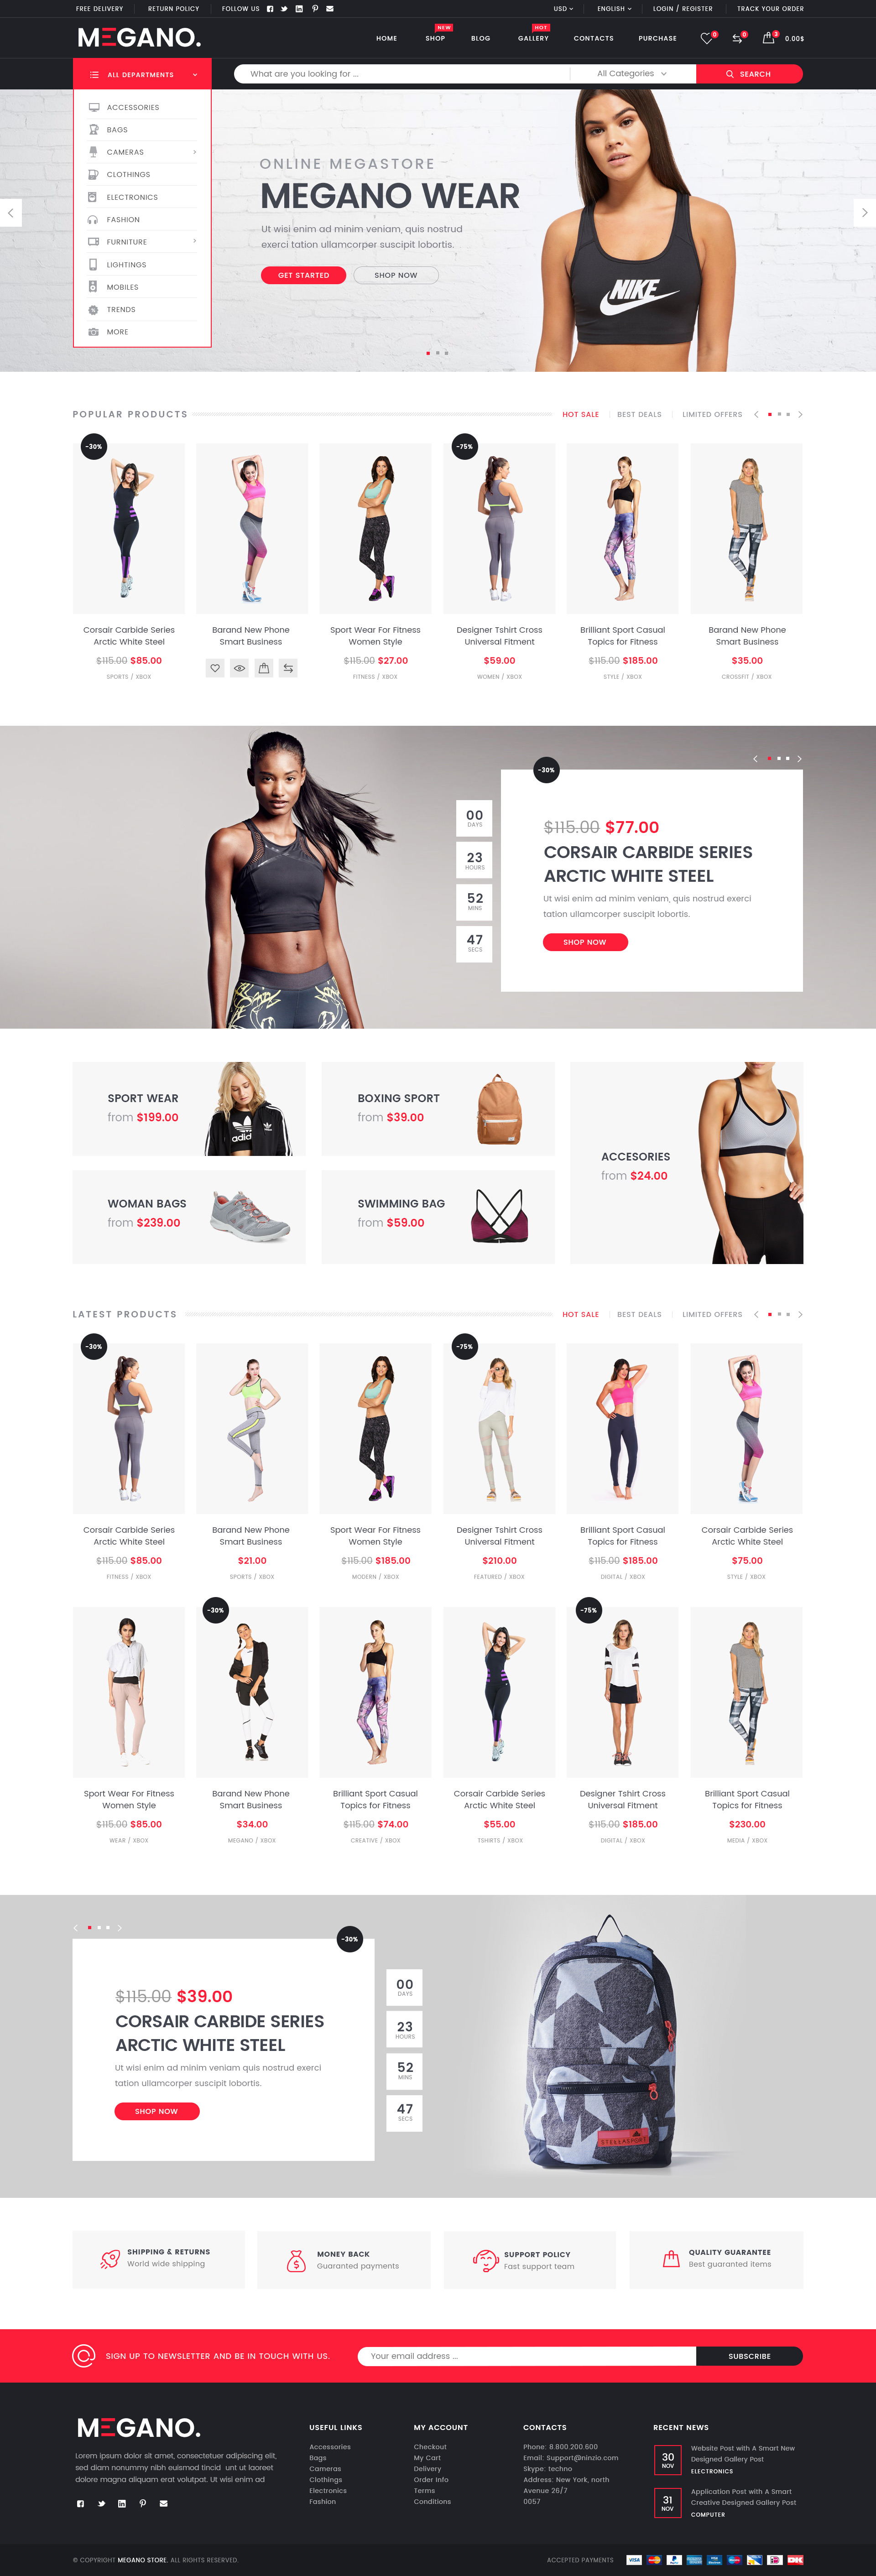 FREE DELIVERY RETURN POLICY FOLLOW US USD ENGLISH LOGIN / REGISTER TRACK YOUR ORDER
MEGANO.
HOME SHOP NEW BLOG GALLERY HOT CONTACTS PURCHASE 0 0 3 0.00$
ALL DEPARTMENTS
What are you looking for ... All Categories SEARCH
ACCESSORIES
BAGS
CAMERAS
CLOTHINGS
ELECTRONICS
FASHION
FURNITURE
LIGHTINGS
MOBILES
TRENDS
MORE
ONLINE MEGASTORE
MEGANO WEAR
Ut wisi enim ad minim veniam, quis nostrud
exerci tation ullamcorper suscipit lobortis.
GET STARTED SHOP NOW
NIKE
POPULAR PRODUCTS HOT SALE BEST DEALS LIMITED OFFERS
-30% -75%
Corsair Carbide Series
Arctic White Steel
$115.00 $85.00
SPORTS / XBOX
Barand New Phone
Smart Business
Sport Wear For Fitness
Women Style
$115.00 $27.00
FITNESS / XBOX
Designer Tshirt Cross
Universal Fitment
$59.00
WOMEN / XBOX
Brilliant Sport Casual
Topics for Fitness
$115.00 $185.00
STYLE / XBOX
Barand New Phone
Smart Business
$35.00
CROSSFIT / XBOX
-30%
00
DAYS
23
HOURS
52
MINS
47
SECS
$115.00 $77.00
CORSAIR CARBIDE SERIES
ARCTIC WHITE STEEL
Ut wisi enim ad minim veniam, quis nostrud exerci
tation ullamcorper suscipit lobortis.
SHOP NOW
SPORT WEAR
from $199.00
adidas
BOXING SPORT
from $39.00
ACCESORIES
from $24.00
WOMAN BAGS
from $239.00
SWIMMING BAG
from $59.00
LATEST PRODUCTS HOT SALE BEST DEALS LIMITED OFFERS
-30% -75%
Corsair Carbide Series
Arctic White Steel
$115.00 $85.00
FITNESS / XBOX
Barand New Phone
Smart Business
$21.00
SPORTS / XBOX
Sport Wear For Fitness
Women Style
$115.00 $185.00
MODERN / XBOX
Designer Tshirt Cross
Universal Fitment
$210.00
FEATURED / XBOX
Brilliant Sport Casual
Topics for Fitness
$115.00 $185.00
DIGITAL / XBOX
Corsair Carbide Series
Arctic White Steel
$75.00
STYLE / XBOX
-30% -75%
Sport Wear For Fitness
Women Style
$115.00 $85.00
WEAR / XBOX
Barand New Phone
Smart Business
$34.00
MEGANO / XBOX
Brilliant Sport Casual
Topics for Fitness
$115.00 $74.00
CREATIVE / XBOX
Corsair Carbide Series
Arctic White Steel
$55.00
TSHIRTS / XBOX
Designer Tshirt Cross
Universal Fitment
$115.00 $185.00
DIGITAL / XBOX
Brilliant Sport Casual
Topics for Fitness
$230.00
MEDIA / XBOX
-30%
$115.00 $39.00
CORSAIR CARBIDE SERIES
ARCTIC WHITE STEEL
Ut wisi enim ad minim veniam quis nostrud exerci
tation ullamcorper suscipit lobortis.
SHOP NOW
00
DAYS
23
HOURS
52
MINS
47
SECS
STELLASPORT
SHIPPING & RETURNS
World wide shipping
MONEY BACK
Guaranted payments
SUPPORT POLICY
Fast support team
QUALITY GUARANTEE
Best guaranted items
SIGN UP TO NEWSLETTER AND BE IN TOUCH WITH US. Your email address ... SUBSCRIBE
MEGANO.
Lorem ipsum dolor sit amet, consectetuer adipiscing elit,
sed diam nonummy nibh euismod tincid unt ut laoreet
dolore magna aliquam erat volutpat. Ut wisi enim ad
USEFUL LINKS
Accessories
Bags
Cameras
Clothings
Electronics
Fashion
MY ACCOUNT
Checkout
My Cart
Delivery
Order Info
Terms
Conditions
CONTACTS
Phone: 8.800.200.600
Email: Support@ninzio.com
Skype: techno
Address: New York, north
Avenue 26/7
0057
RECENT NEWS
30
NOV
Website Post with A Smart New
Designed Gallery Post
ELECTRONICS
31
NOV
Application Post with A Smart
Creative Designed Gallery Post
COMPUTER
© COPYRIGHT MEGANO STORE. ALL RIGHTS RESERVED. ACCEPTED PAYMENTS VISA